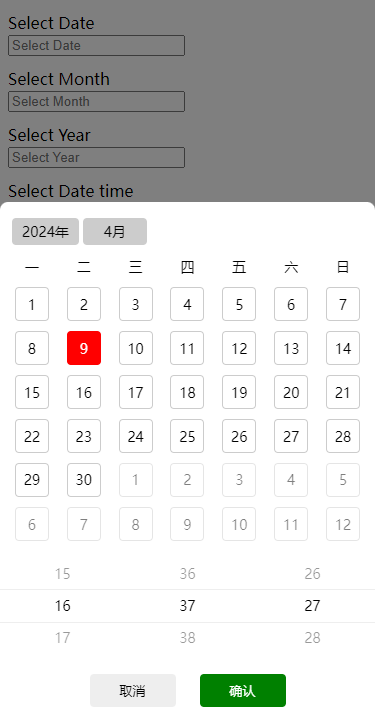 Select Date
Select Date
Select Month
Select Month
Select Year
Select Year
Select Date time
2024年 4月
一 二 三 四 五 六 日
1 2 3 4 5 6 7
8 9 10 11 12 13 14
15 16 17 18 19 20 21
22 23 24 25 26 27 28
29 30 1 2 3 4 5
6 7 8 9 10 11 12
15 36 26
16 37 27
17 38 28
取消 确认